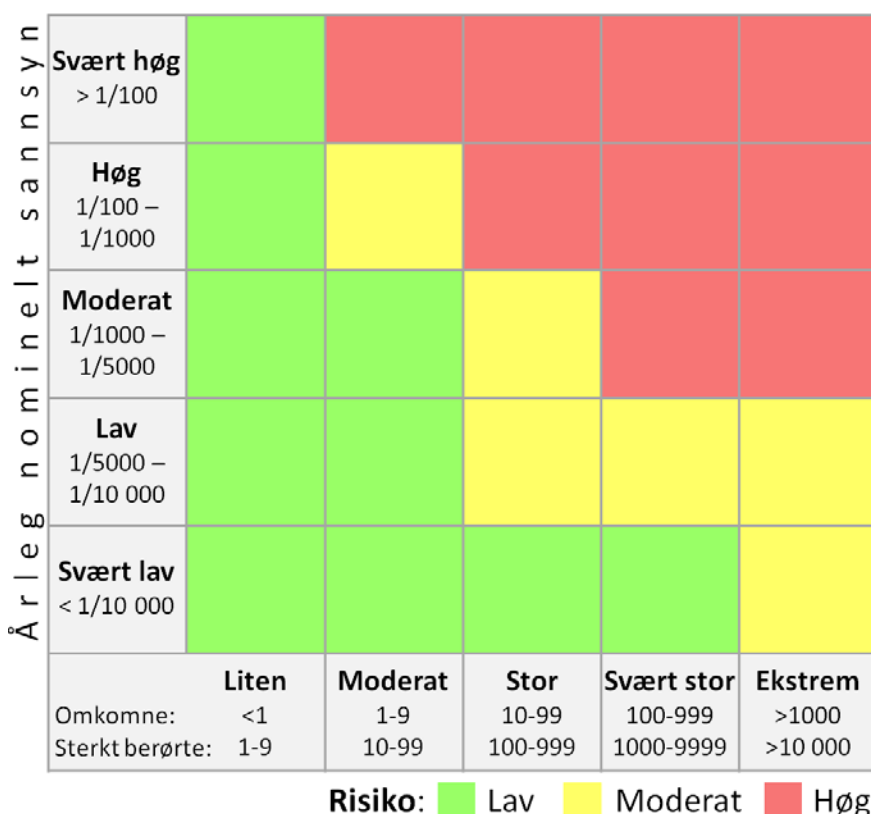 Årleg nominelt sannsyn
Svært høg
> 1/100
Høg
1/100 –
1/1000
Moderat
1/1000 –
1/5000
Lav
1/5000 –
1/10 000
Svært lav
< 1/10 000
Liten Moderat Stor Svært stor Ekstrem
Omkomne: <1 1-9 10-99 100-999 >1000
Sterkt berørte: 1-9 10-99 100-999 1000-9999 >10 000
Risiko: Lav Moderat Høg